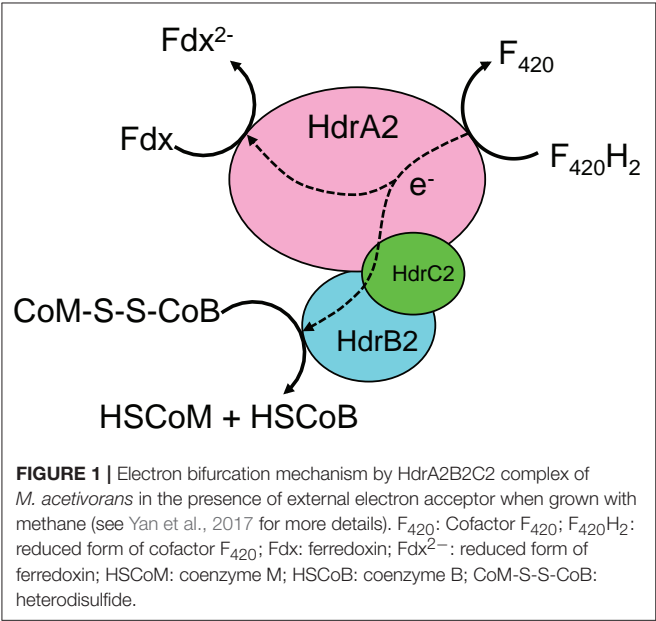 Fdx²⁻
F₄₂₀
HdrA2
Fdx
F₄₂₀H₂
e⁻
HdrC2
CoM-S-S-CoB
HdrB2
HSCoM + HSCoB
FIGURE 1 | Electron bifurcation mechanism by HdrA2B2C2 complex of
M. acetivorans in the presence of external electron acceptor when grown with
methane (see Yan et al., 2017 for more details). F₄₂₀: Cofactor F₄₂₀; F₄₂₀H₂:
reduced form of cofactor F₄₂₀; Fdx: ferredoxin; Fdx²⁻: reduced form of
ferredoxin; HSCoM: coenzyme M; HSCoB: coenzyme B; CoM-S-S-CoB:
heterodisulfide.